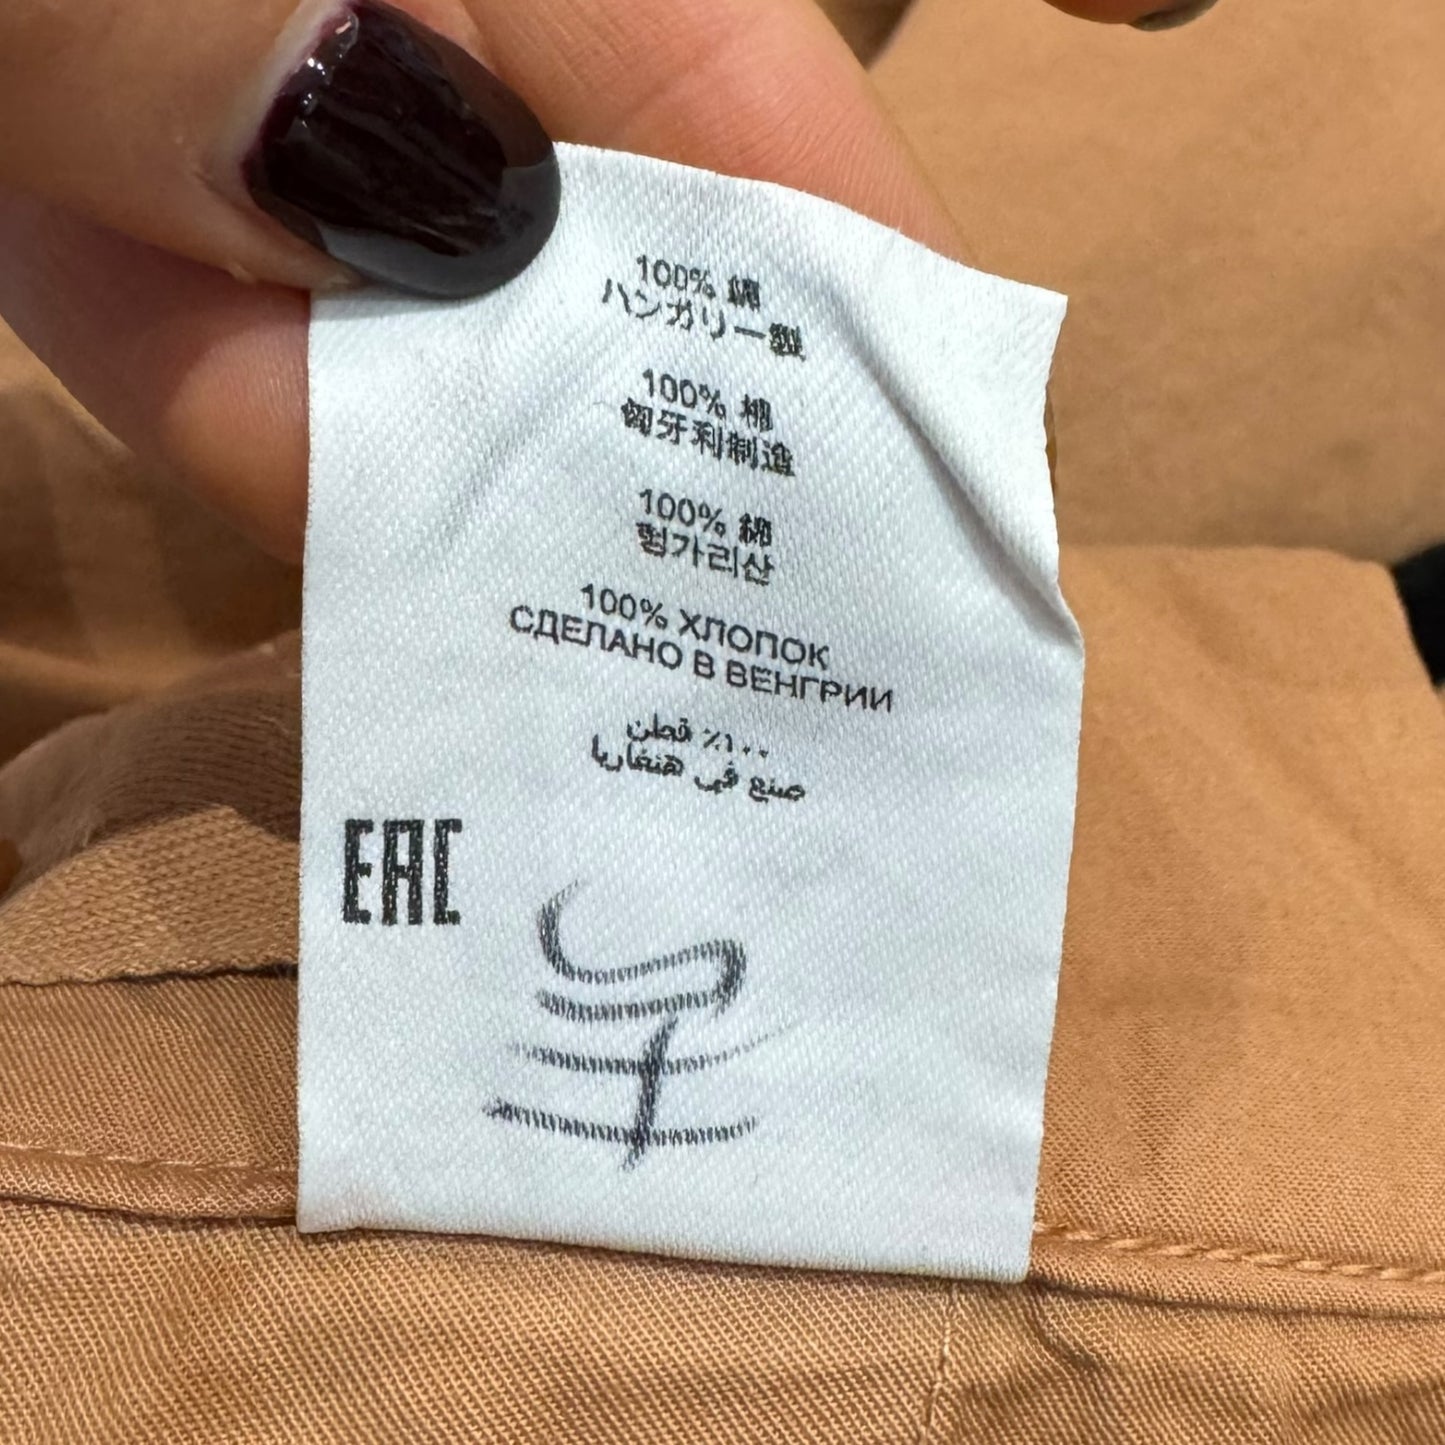 100% 綿
ハンガリー製
100% 棉
匈牙利制造
100% 綿
헝가리산
100% ХЛОПОК
СДЕЛАНО В ВЕНГРИИ
١٠٠٪ قطن
صنع في هنغاريا
EAC